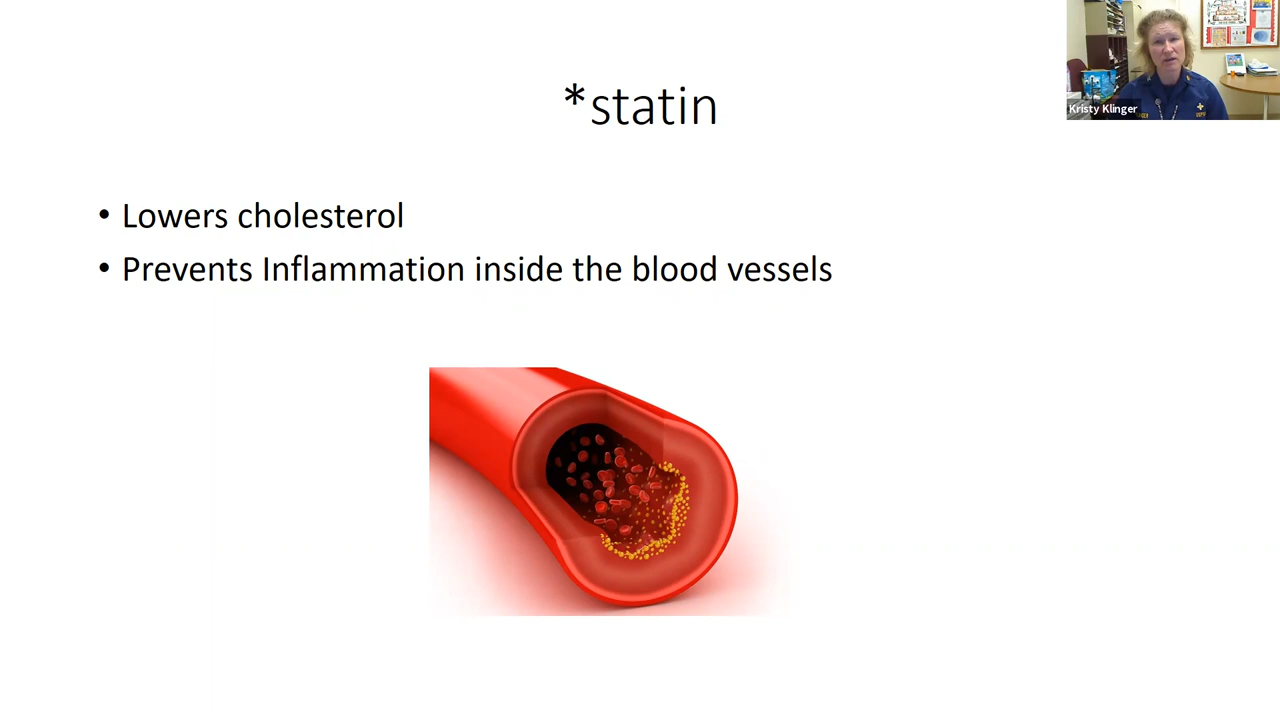 *statin
• Lowers cholesterol
• Prevents Inflammation inside the blood vessels
Kristy Klinger